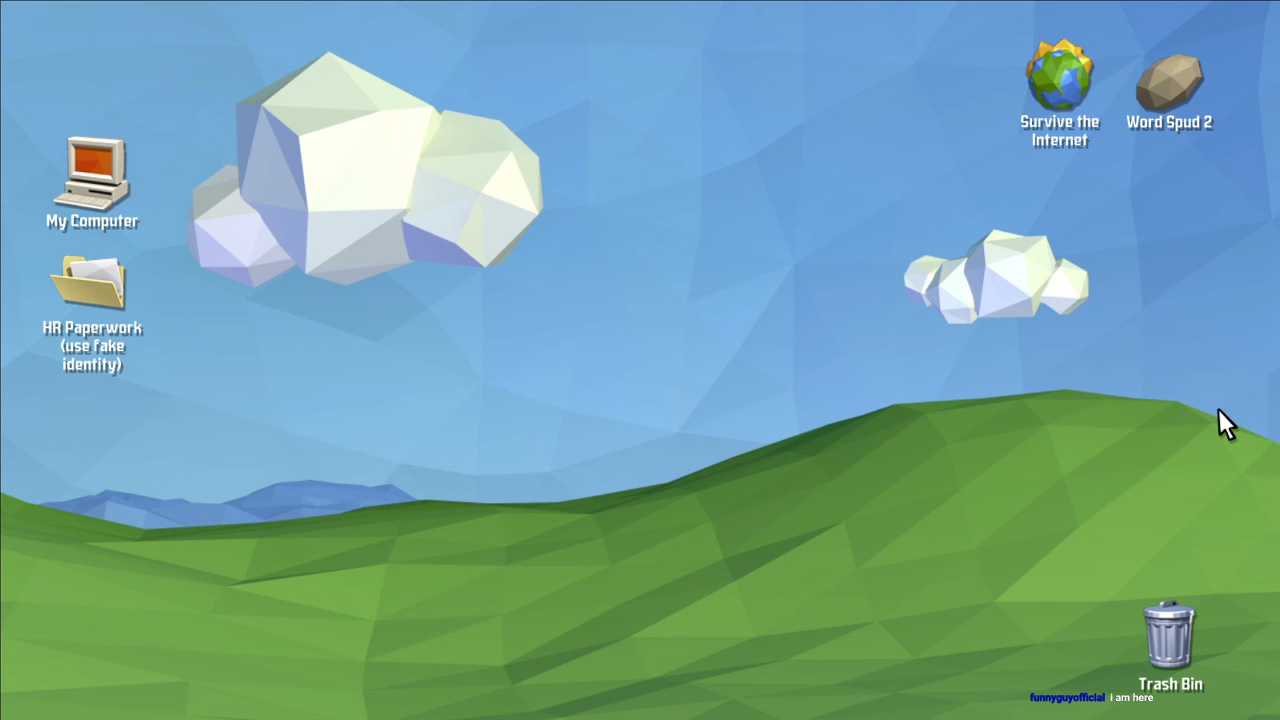 Survive the
Internet
Word Spud 2
My Computer
HR Paperwork
(use fake
identity)
Trash Bin
funnyguyofficial I am here